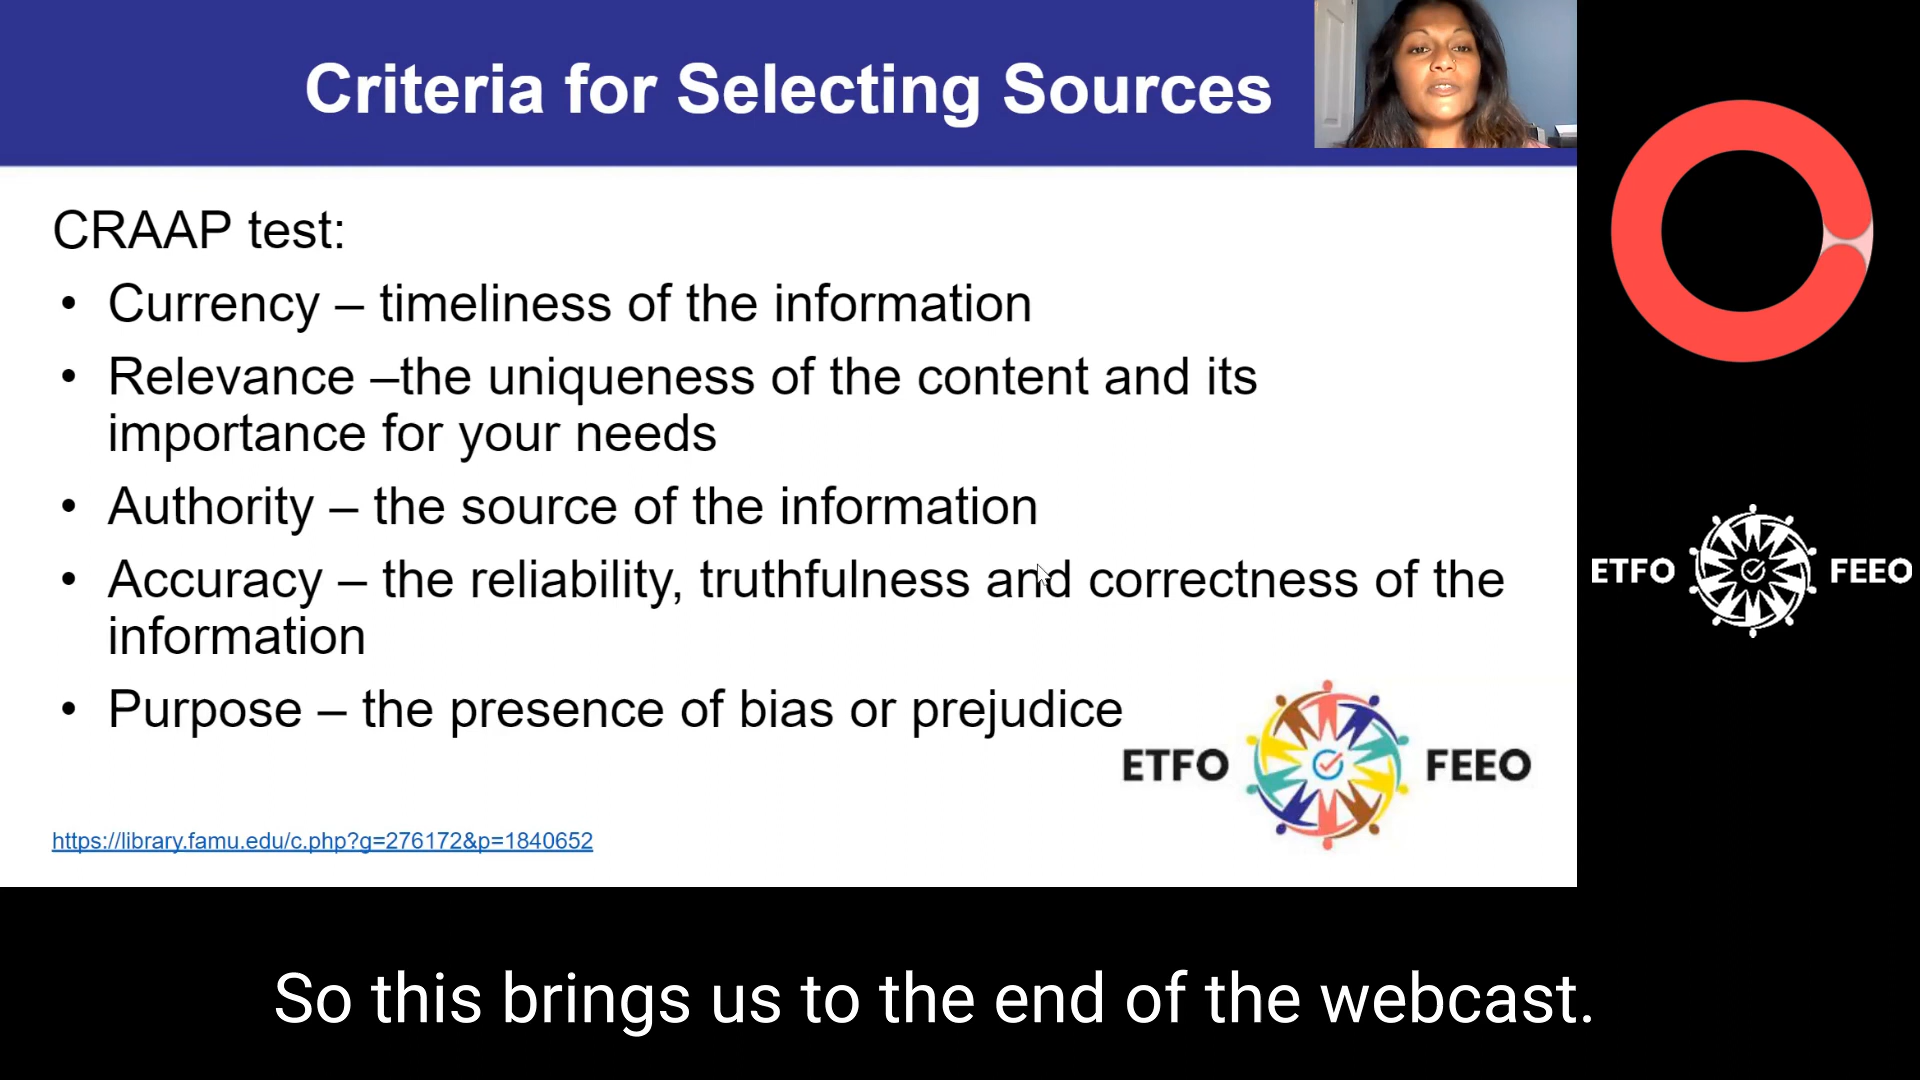 Criteria for Selecting Sources
CRAAP test:
• Currency – timeliness of the information
• Relevance –the uniqueness of the content and its
importance for your needs
• Authority – the source of the information
• Accuracy – the reliability, truthfulness and correctness of the
information
• Purpose – the presence of bias or prejudice
ETFO FEEO
https://library.famu.edu/c.php?g=276172&p=1840652
ETFO FEEO
So this brings us to the end of the webcast.